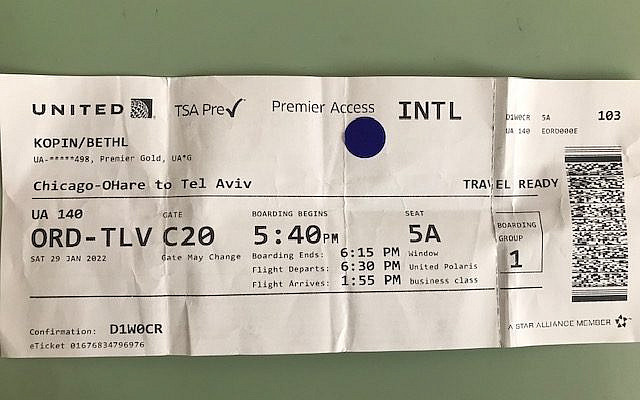 UNITED TSA Pre✓ Premier Access INTL
KOPIN/BETHL
UA-*****498, Premier Gold, UA*G
Chicago-OHare to Tel Aviv TRAVEL READY
UA 140 GATE BOARDING BEGINS SEAT
ORD-TLV C20 5:40PM 5A
SAT 29 JAN 2022 Gate May Change Boarding Ends: 6:15 PM Window
Flight Departs: 6:30 PM United Polaris
Flight Arrives: 1:55 PM business class
BOARDING
GROUP
1
Confirmation: D1W0CR
eTicket 01676834796976
D1W0CR 5A 103
UA 140 EORD000E
A STAR ALLIANCE MEMBER